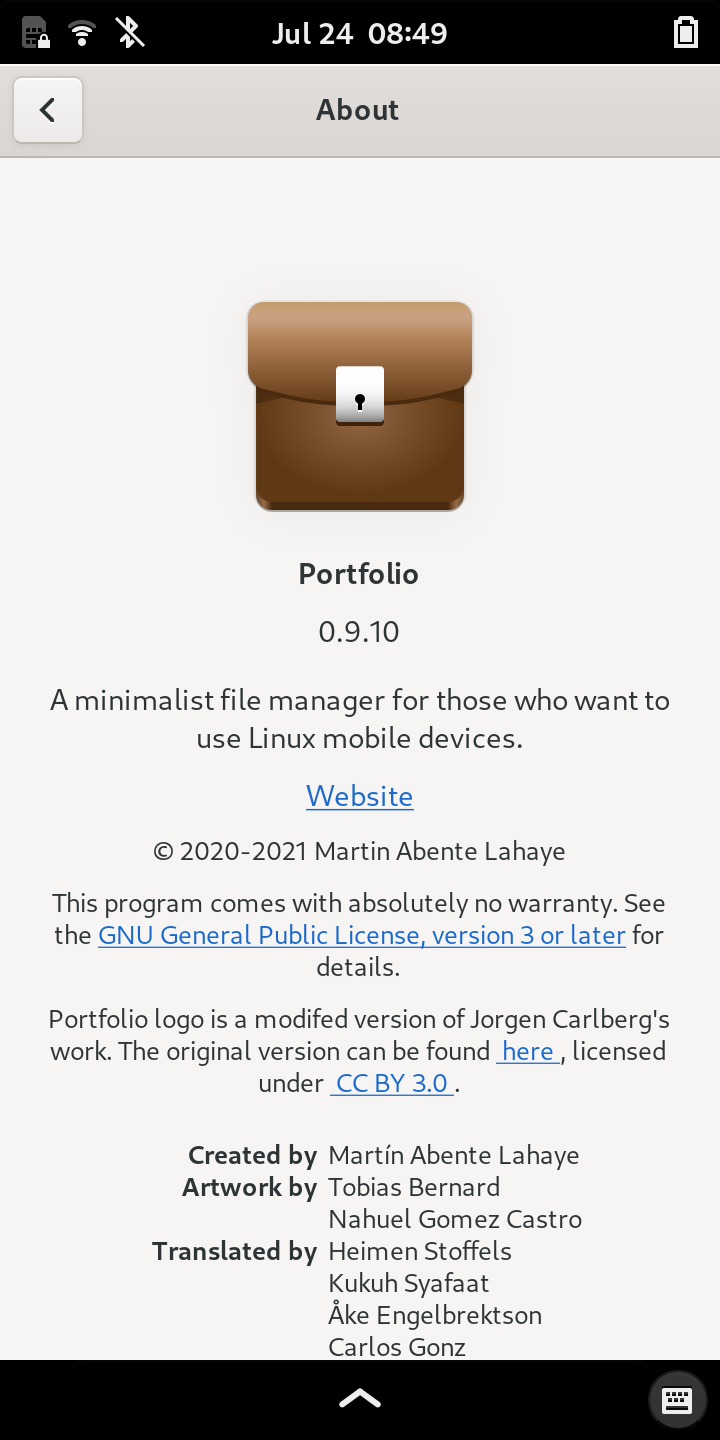 Jul 24 08:49
About
Portfolio
0.9.10
A minimalist file manager for those who want to
use Linux mobile devices.
Website
© 2020-2021 Martin Abente Lahaye
This program comes with absolutely no warranty. See
the GNU General Public License, version 3 or later for
details.
Portfolio logo is a modifed version of Jorgen Carlberg's
work. The original version can be found here , licensed
under CC BY 3.0 .
Created by Martín Abente Lahaye
Artwork by Tobias Bernard
Nahuel Gomez Castro
Translated by Heimen Stoffels
Kukuh Syafaat
Åke Engelbrektson
Carlos Gonz